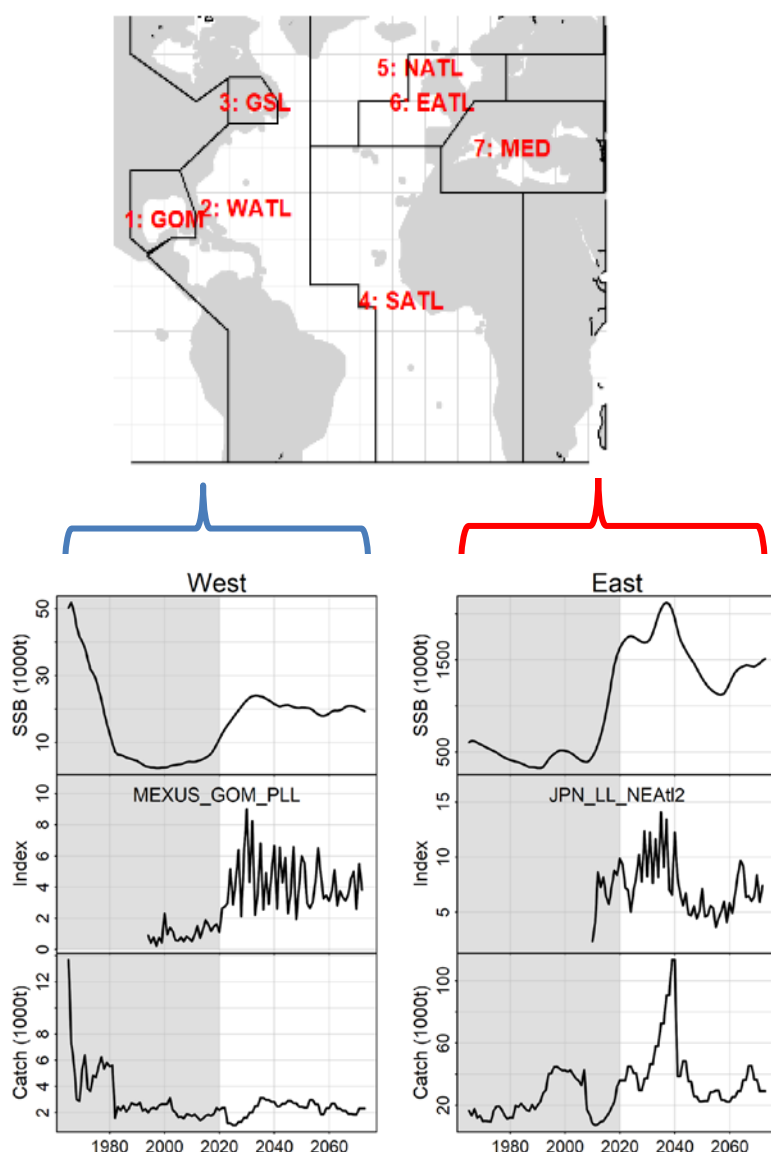 5: NATL
3: GSL
6: EATL
7: MED
2: WATL
1: GOM
4: SATL
West
East
SSB (1000t)
10 30 50
SSB (1000t)
500 1500
MEXUS_GOM_PLL
Index
0 2 4 6 8 10
JPN_LL_NEAtl2
Index
5 10 15
Catch (1000t)
2 4 6 8 12
Catch (1000t)
20 60 100
1980 2000 2020 2040 2060
1980 2000 2020 2040 2060